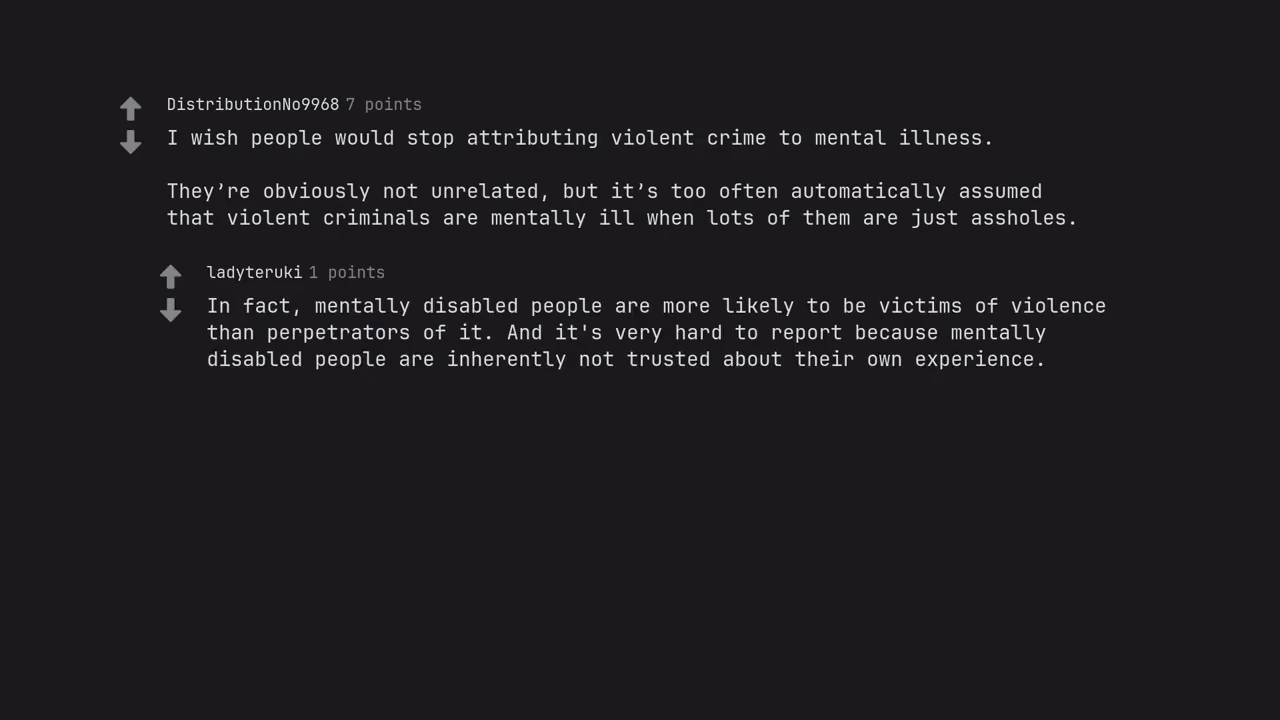 DistributionNo9968 7 points
I wish people would stop attributing violent crime to mental illness.
They’re obviously not unrelated, but it’s too often automatically assumed
that violent criminals are mentally ill when lots of them are just assholes.
ladyteruki 1 points
In fact, mentally disabled people are more likely to be victims of violence
than perpetrators of it. And it's very hard to report because mentally
disabled people are inherently not trusted about their own experience.